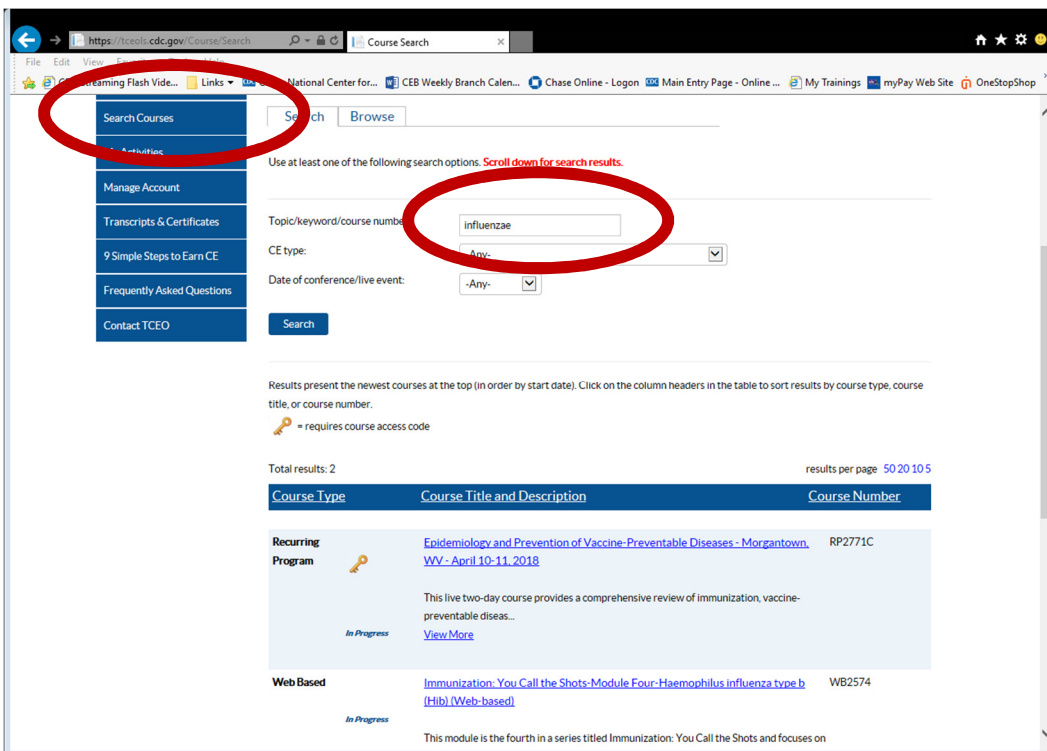 https://tceols.cdc.gov/Course/Search
Course Search
File Edit View
Streaming Flash Vide... Links National Center for... CEB Weekly Branch Calen... Chase Online - Logon Main Entry Page - Online ... My Trainings myPay Web Site OneStopShop
Search Courses
Activities
Manage Account
Transcripts & Certificates
9 Simple Steps to Earn CE
Frequently Asked Questions
Contact TCEO
Search Browse
Use at least one of the following search options. Scroll down for search results.
Topic/keyword/course number influenzae
CE type: -Any-
Date of conference/live event: -Any-
Search
Results present the newest courses at the top (in order by start date). Click on the column headers in the table to sort results by course type, course
title, or course number.
= requires course access code
Total results: 2 results per page 50 20 10 5
Course Type Course Title and Description Course Number
Recurring Program Epidemiology and Prevention of Vaccine-Preventable Diseases - Morgantown, RP2771C
WV - April 10-11, 2018
This live two-day course provides a comprehensive review of immunization, vaccine-
preventable diseas...
In Progress View More
Web Based Immunization: You Call the Shots-Module Four-Haemophilus influenza type b WB2574
(Hib) (Web-based)
In Progress
This module is the fourth in a series titled Immunization: You Call the Shots and focuses on